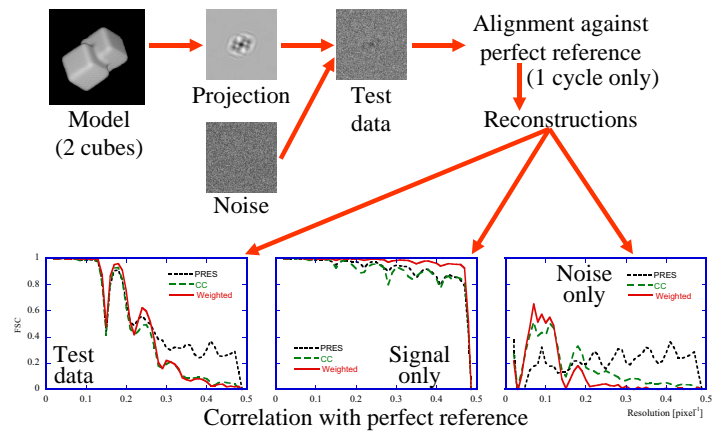 Model
(2 cubes)
Projection
Noise
Test
data
Alignment against
perfect reference
(1 cycle only)
Reconstructions
FSC
1
0.8
0.6
0.4
0.2
0
PRES
CC
Weighted
Test
data
0
0.1
0.2
0.3
0.4
0.5
PRES
CC
Weighted
Signal
only
0
0.1
0.2
0.3
0.4
0.5
Noise
only
PRES
CC
Weighted
0
0.1
0.2
0.3
0.4
0.5
Correlation with perfect reference
Resolution [pixel⁻¹]